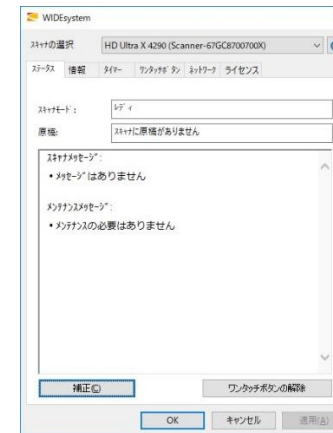 WIDEsystem
ｽｷｬﾅの選択 HD Ultra X 4290 (Scanner-67GC8700700X)
ｽﾃｰﾀｽ 情報 ﾀｲﾏｰ ﾜﾝﾀｯﾁﾎﾞﾀﾝ ﾈｯﾄﾜｰｸ ライセンス
ｽｷｬﾅﾓｰﾄﾞ: ﾚﾃﾞｨ
原稿: ｽｷｬﾅに原稿がありません
ｽｷｬﾅﾒｯｾｰｼﾞ:
• ﾒｯｾｰｼﾞはありません
ﾒﾝﾃﾅﾝｽﾒｯｾｰｼﾞ:
• ﾒﾝﾃﾅﾝｽの必要はありません
補正(C) ワンタッチボタンの解除
OK キャンセル 適用(A)